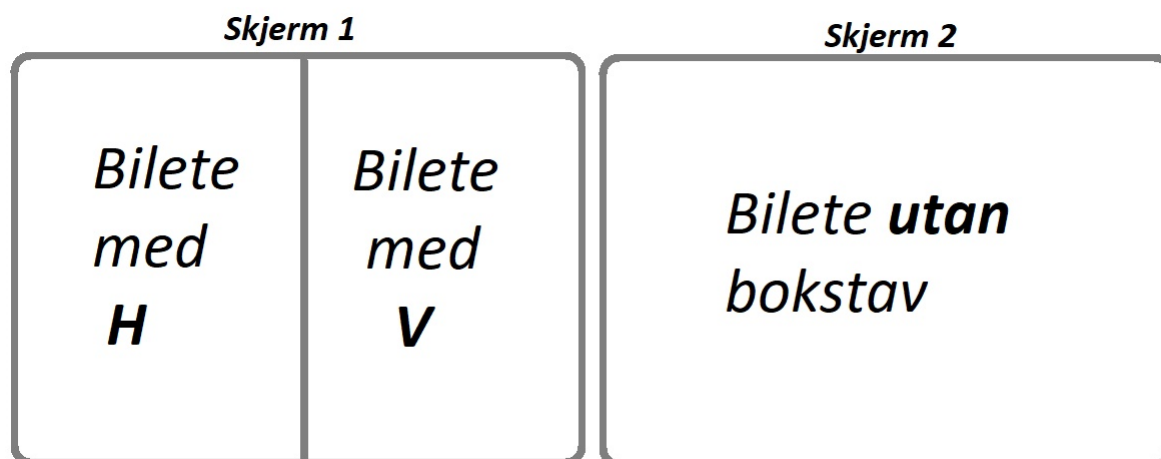 Skjerm 1
Bilete
med
H
Bilete
med
V
Skjerm 2
Bilete utan
bokstav